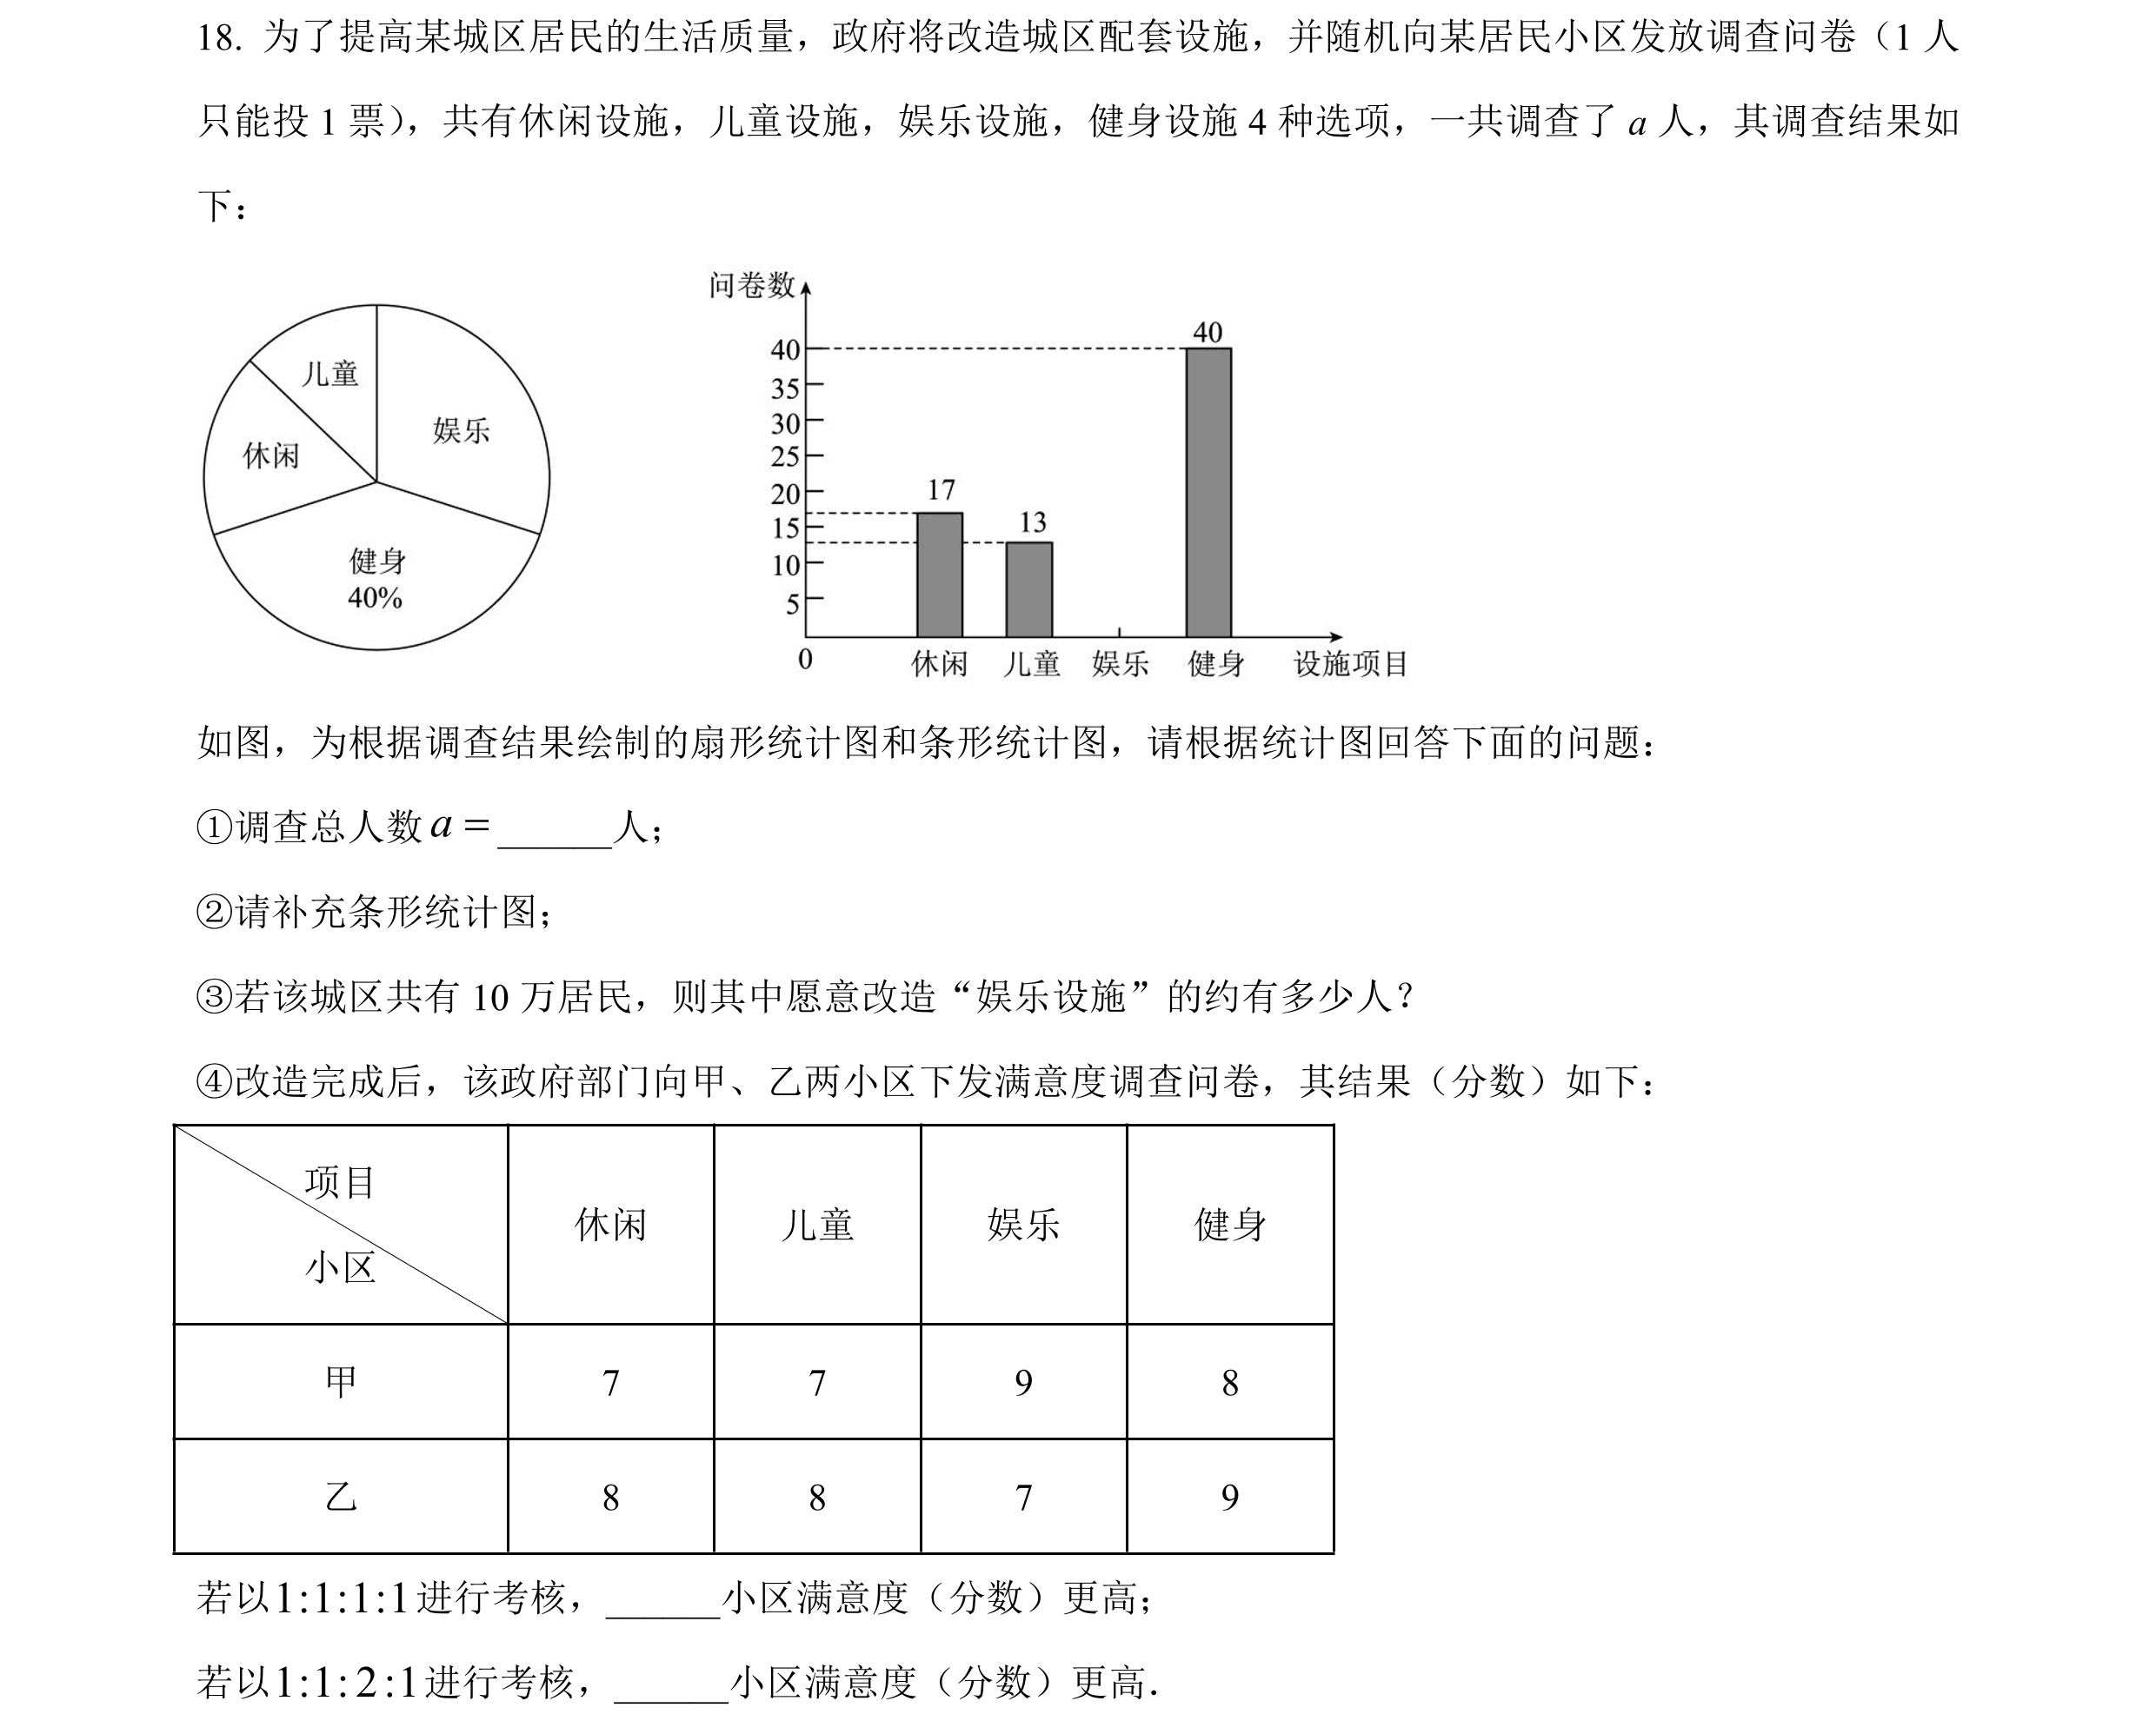 18. 为了提高某城区居民的生活质量，政府将改造城区配套设施，并随机向某居民小区发放调查问卷（1 人
只能投 1 票），共有休闲设施，儿童设施，娱乐设施，健身设施 4 种选项，一共调查了 a 人，其调查结果如
下：
儿童
娱乐
休闲
健身
40%
问卷数
40
35
30
25
20
15
10
5
0
17
13
40
休闲 儿童 娱乐 健身 设施项目
如图，为根据调查结果绘制的扇形统计图和条形统计图，请根据统计图回答下面的问题：
①调查总人数 a = ______人；
②请补充条形统计图；
③若该城区共有 10 万居民，则其中愿意改造“娱乐设施”的约有多少人？
④改造完成后，该政府部门向甲、乙两小区下发满意度调查问卷，其结果（分数）如下：
项目
小区
休闲 儿童 娱乐 健身
甲 7 7 9 8
乙 8 8 7 9
若以1:1:1:1进行考核，______小区满意度（分数）更高；
若以1:1:2:1进行考核，______小区满意度（分数）更高．